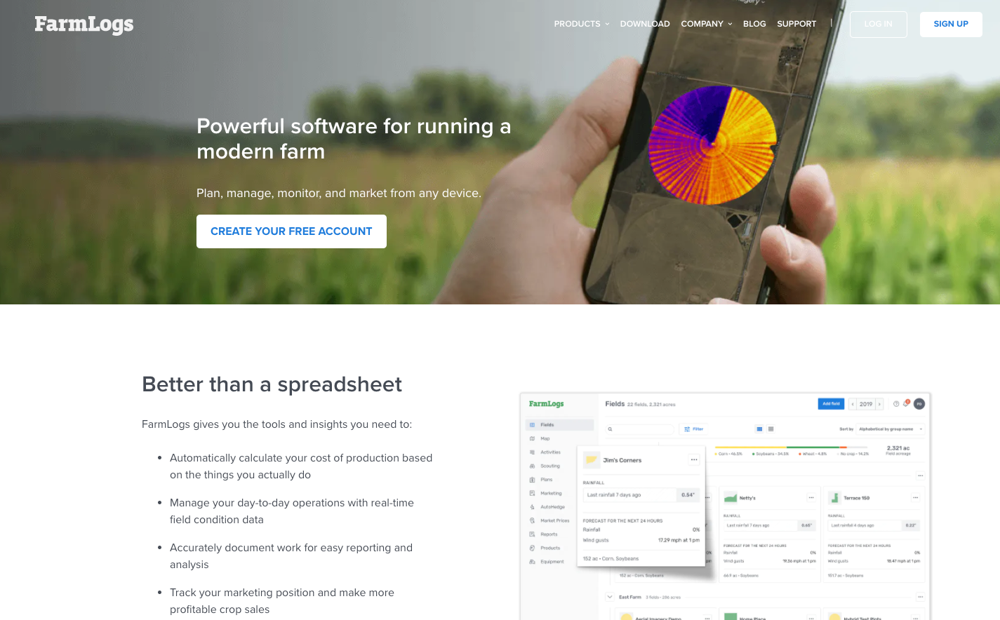 FarmLogs
PRODUCTS
DOWNLOAD
COMPANY
BLOG
SUPPORT
LOG IN
SIGN UP
Powerful software for running a
modern farm
Plan, manage, monitor, and market from any device.
CREATE YOUR FREE ACCOUNT
Better than a spreadsheet
FarmLogs gives you the tools and insights you need to:
• Automatically calculate your cost of production based
on the things you actually do
• Manage your day-to-day operations with real-time
field condition data
• Accurately document work for easy reporting and
analysis
• Track your marketing position and make more
profitable crop sales
FarmLogs
Fields
Map
Activities
Scouting
Plans
Marketing
AutoHedge
Market Prices
Reports
Products
Equipment
Fields 22 fields, 2,321 acres
Add field
2019
Filter
Sort by Alphabetical by group name
Corn - 46.5%
Soybeans - 34.5%
Wheat - 4.8%
No crop - 14.2%
2,321 ac
Field acreage
Jim's Corners
RAINFALL
Last rainfall 7 days ago 0.54"
FORECAST FOR THE NEXT 24 HOURS
Rainfall 0%
Wind gusts 17.29 mph at 1 pm
152 ac • Corn, Soybeans
0%
152 ac • Corn, Soybeans
Netty's
RAINFALL
Last rainfall 7 days ago 0.65"
FORECAST FOR THE NEXT 24 HOURS
Rainfall 0%
Wind gusts 19.36 mph at 1 pm
66.9 ac • Soybeans
Terrace 150
RAINFALL
Last rainfall 4 days ago 0.22"
FORECAST FOR THE NEXT 24 HOURS
Rainfall 0%
Wind gusts 18.47 mph at 1 pm
151.7 ac • Soybeans
East Farm 3 fields • 286 acres
Aerial Imagery Demo
Home Place
Hybrid Test Plots